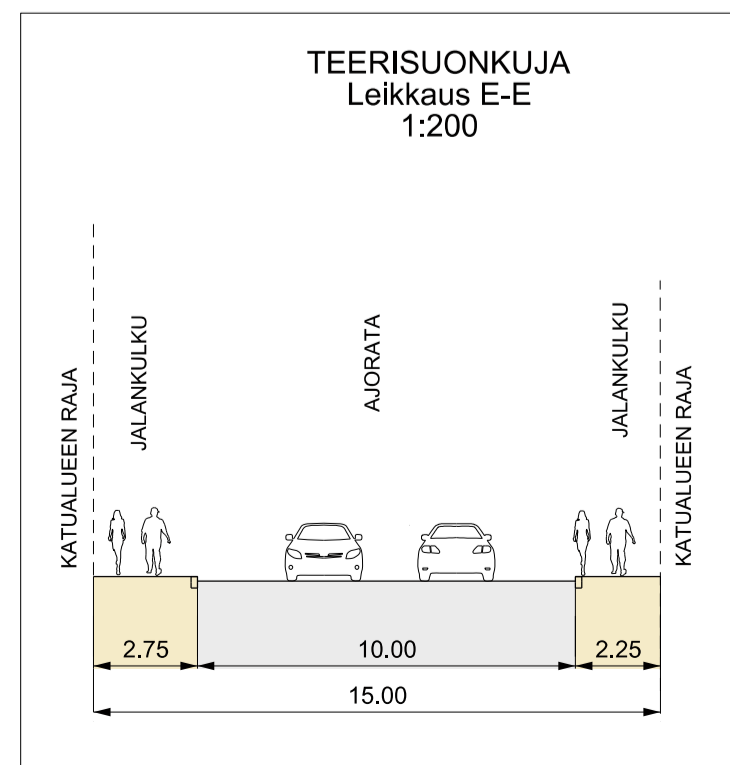 TEERISUONKUJA
Leikkaus E-E
1:200
KATUALUEEN RAJA
JALANKULKU
AJORATA
JALANKULKU
KATUALUEEN RAJA
2.75
10.00
2.25
15.00